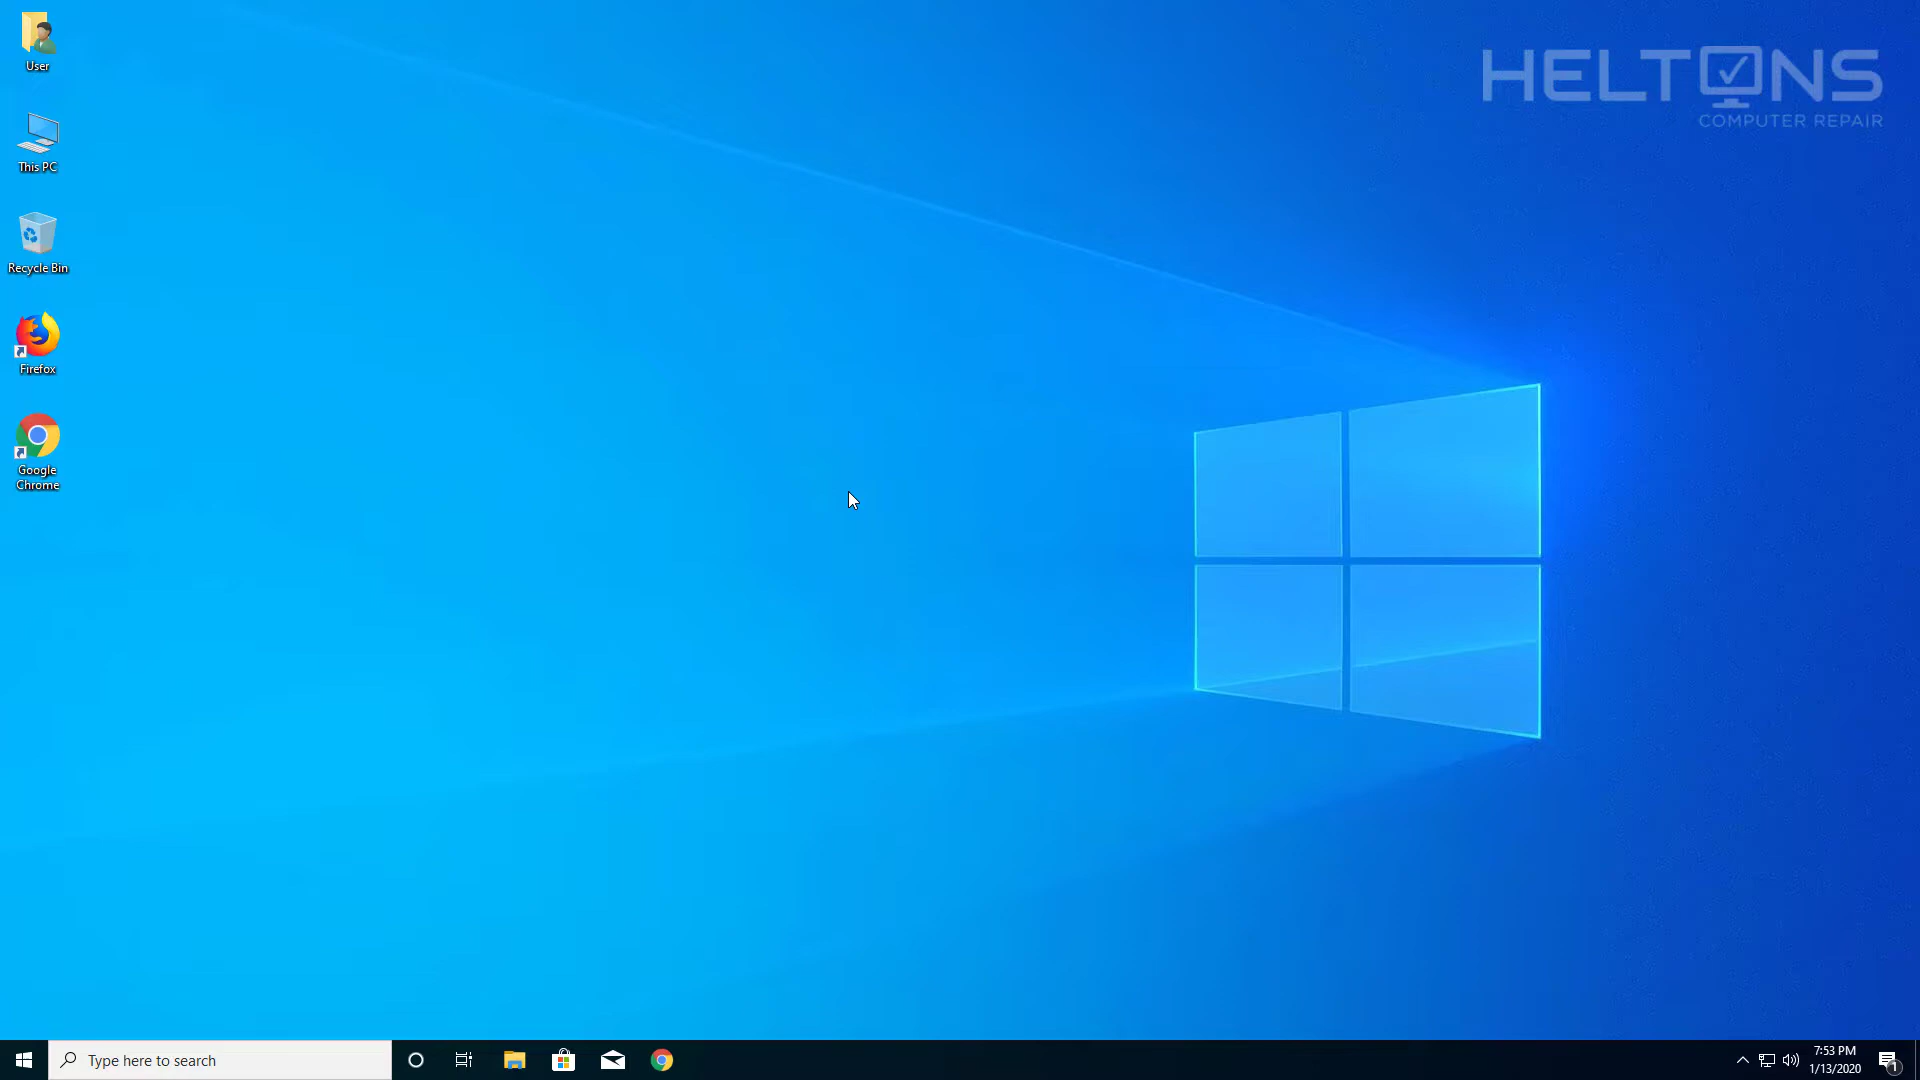 User
This PC
Recycle Bin
Firefox
Google
Chrome
HELTONS
COMPUTER REPAIR
Type here to search
7:53 PM
1/13/2020
1